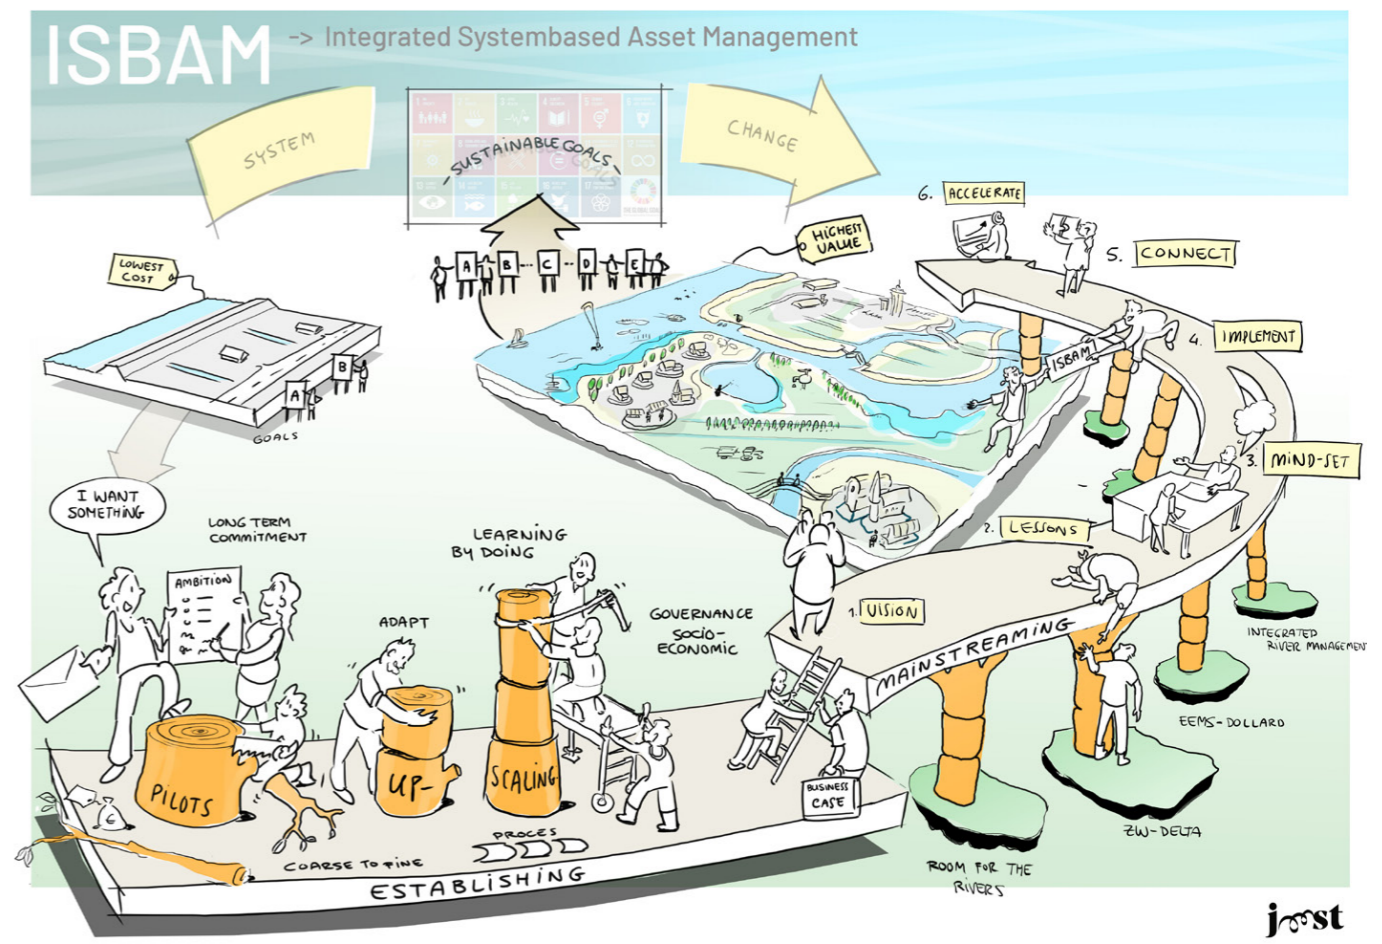 ISBAM
-> Integrated Systembased Asset Management
SYSTEM
SUSTAINABLE GOALS
CHANGE
LOWEST
COST
A
B
GOALS
A
B
C
D
E
HIGHEST
VALUE
6. ACCELERATE
5. CONNECT
4. IMPLEMENT
ISBAM
3. MIND-SET
2. LESSONS
1. VISION
MAINSTREAMING
I WANT
SOMETHING
LONG TERM
COMMITMENT
AMBITION
ADAPT
LEARNING
BY DOING
GOVERNANCE
SOCIO-
ECONOMIC
PILOTS
UP-
SCALING
€
BUSINESS
CASE
PROCES
COARSE TO FINE
ESTABLISHING
INTEGRATED
RIVER MANAGEMENT
EEMS-DOLLARD
ZW-DELTA
ROOM FOR THE
RIVERS
joost